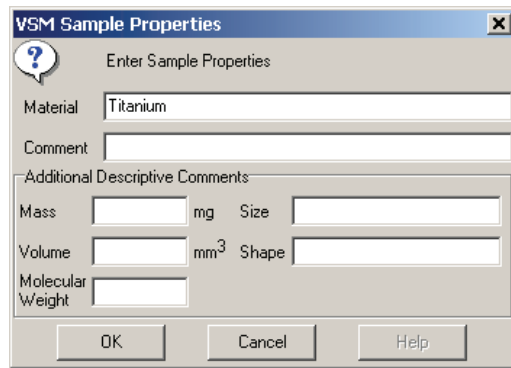 VSM Sample Properties
Enter Sample Properties
Material Titanium
Comment
Additional Descriptive Comments
Mass mg Size
Volume mm3 Shape
Molecular
Weight
OK Cancel Help